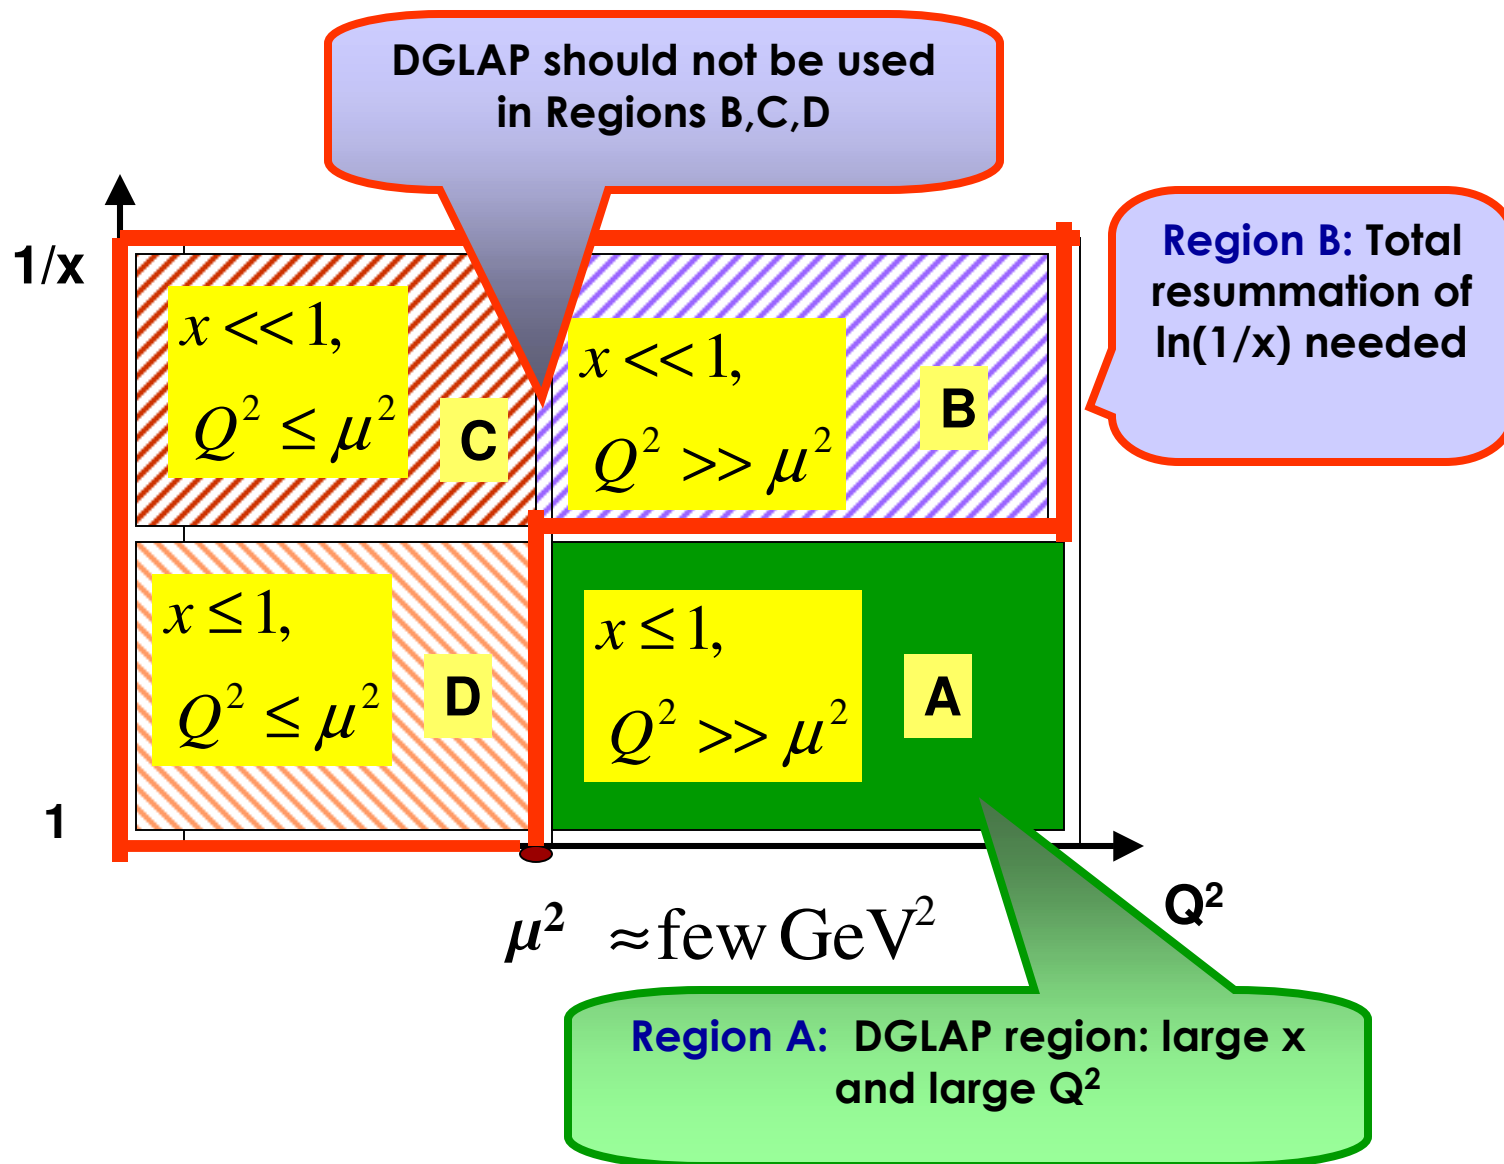 DGLAP should not be used
in Regions B,C,D
1/x
Region B: Total
resummation of
ln(1/x) needed
x << 1,
Q² ≤ μ²
C
x << 1,
Q² >> μ²
B
x ≤ 1,
Q² ≤ μ²
D
x ≤ 1,
Q² >> μ²
A
1
Q²
μ² ≈ few GeV²
Region A: DGLAP region: large x
and large Q²